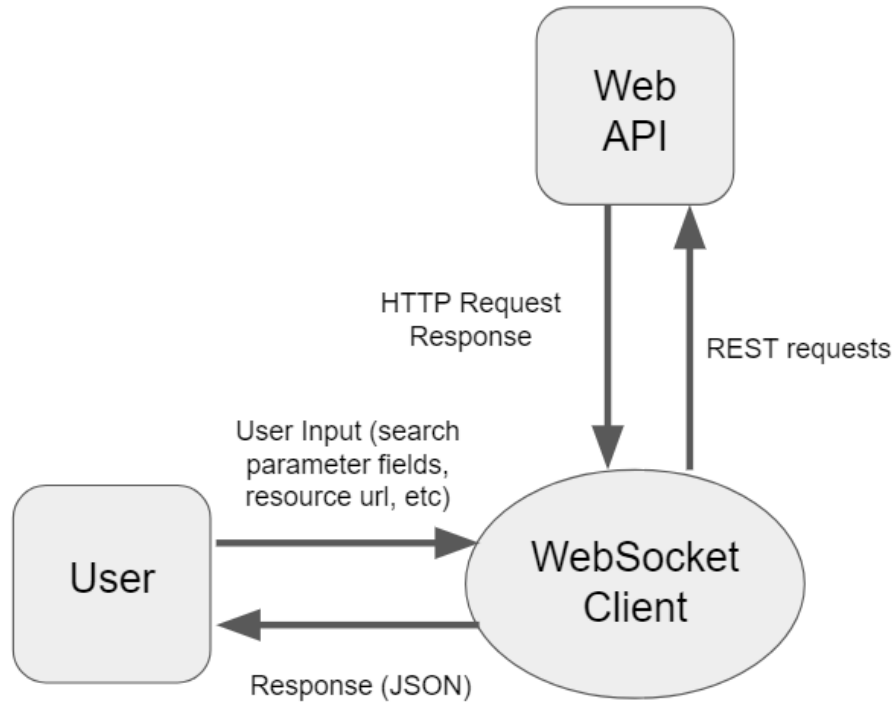 Web
API
HTTP Request
Response
REST requests
User Input (search
parameter fields,
resource url, etc)
User
WebSocket
Client
Response (JSON)